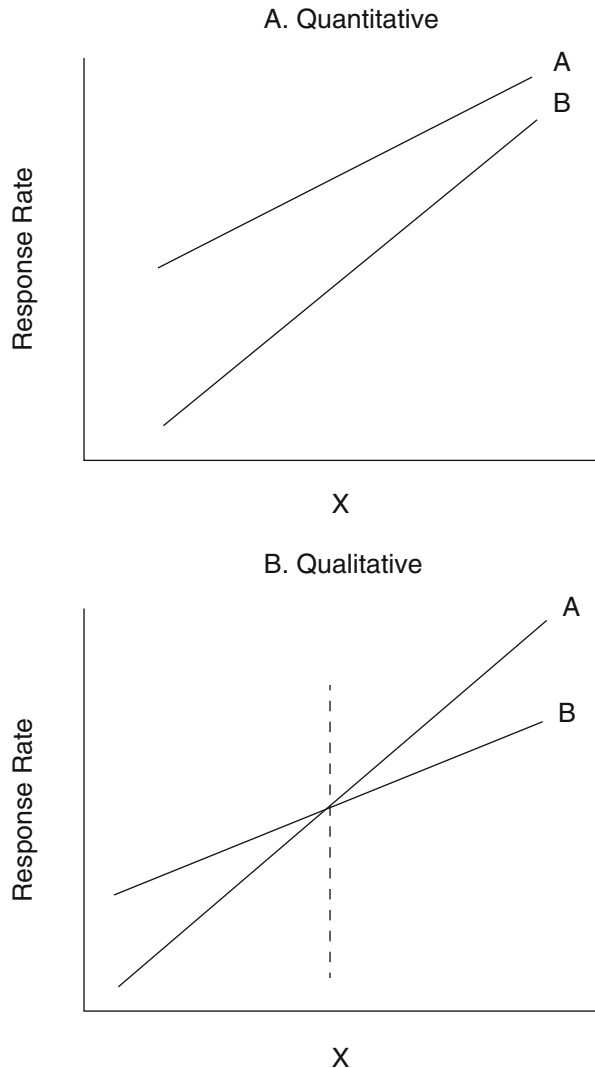 A. Quantitative
A
B
Response Rate
X
B. Qualitative
A
B
Response Rate
X